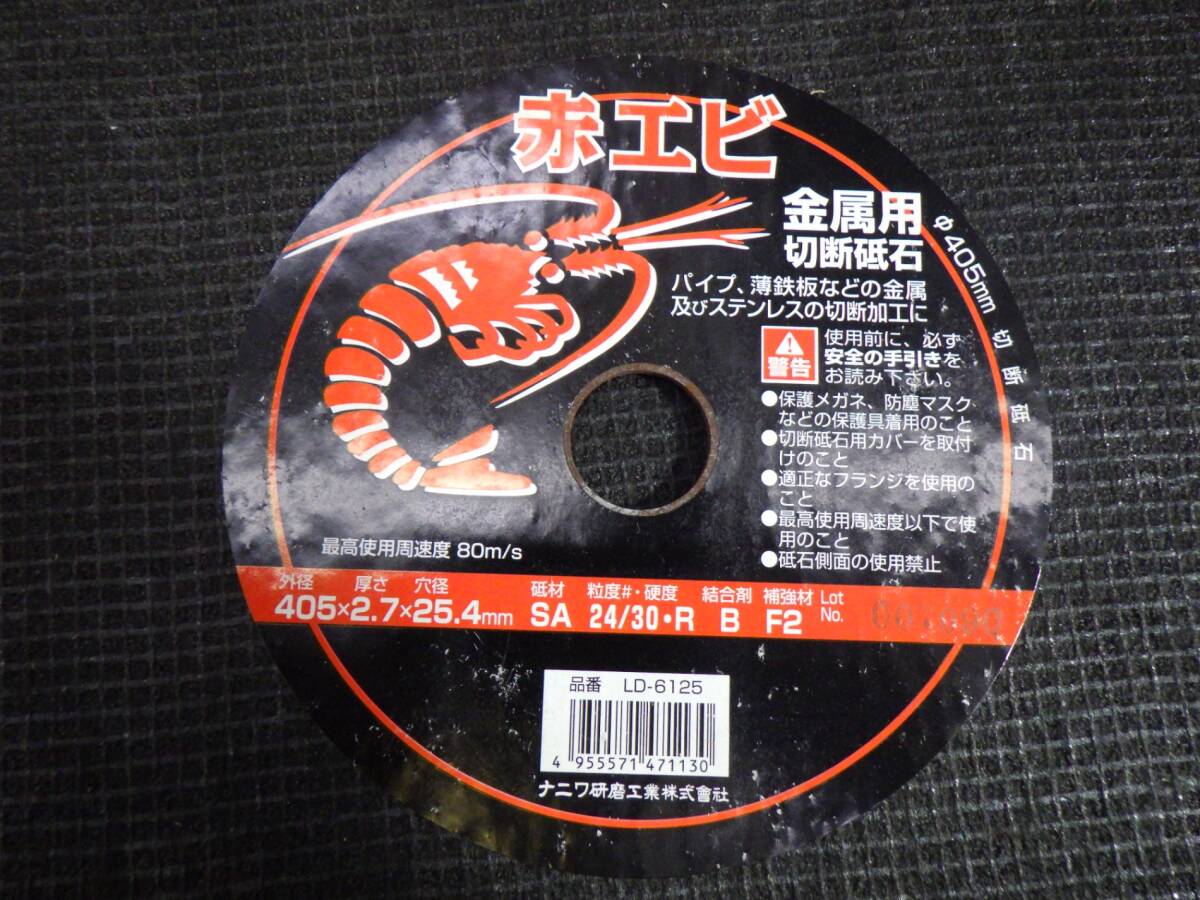 赤エビ
金属用
切断砥石
φ405mm 切断砥石
パイプ、薄鉄板などの金属
及びステンレスの切断加工に
警告
使用前に、必ず
安全の手引きを
お読み下さい。
●保護メガネ、防塵マスク
などの保護具着用のこと
●切断砥石用カバーを取付
けのこと
●適正なフランジを使用の
こと
●最高使用周速度以下で使
用のこと
●砥石側面の使用禁止
最高使用周速度 80m/s
外径 厚さ 穴径 砥材 粒度#・硬度 結合剤 補強材 Lot
405×2.7×25.4mm SA 24/30・R B F2 No.
品番 LD-6125
4 955571 471130
ナニワ研磨工業株式會社